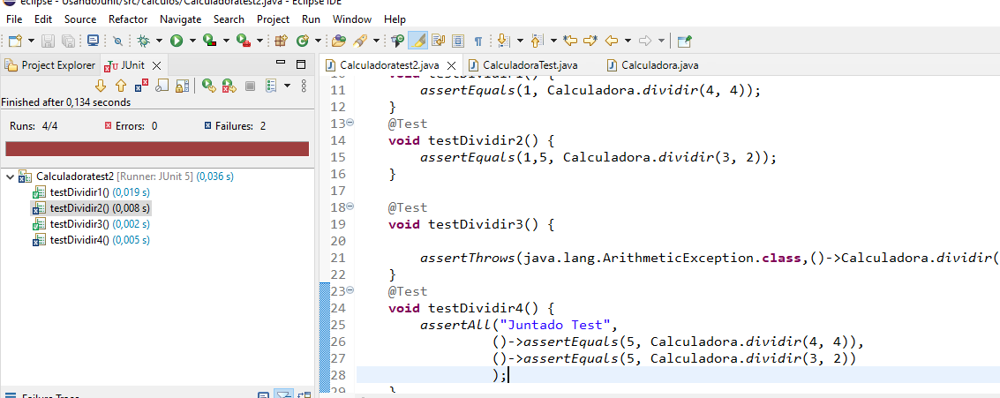 eclipse - UsandoJunit/src/calculos/Calculadoratest2.java - Eclipse IDE
File Edit Source Refactor Navigate Search Project Run Window Help
Project Explorer JUnit
Finished after 0,134 seconds
Runs: 4/4 Errors: 0 Failures: 2
Calculadoratest2 [Runner: JUnit 5] (0,036 s)
testDividir1() (0,019 s)
testDividir2() (0,008 s)
testDividir3() (0,002 s)
testDividir4() (0,005 s)
Failure Trace
Calculadoratest2.java CalculadoraTest.java Calculadora.java
void testDividir1() {
11 assertEquals(1, Calculadora.dividir(4, 4));
12 }
13 @Test
14 void testDividir2() {
15 assertEquals(1,5, Calculadora.dividir(3, 2));
16 }
17
18 @Test
19 void testDividir3() {
20
21 assertThrows(java.lang.ArithmeticException.class,()->Calculadora.dividir(
22 }
23 @Test
24 void testDividir4() {
25 assertAll("Juntado Test",
26 ()->assertEquals(5, Calculadora.dividir(4, 4)),
27 ()->assertEquals(5, Calculadora.dividir(3, 2))
28 );
29 }